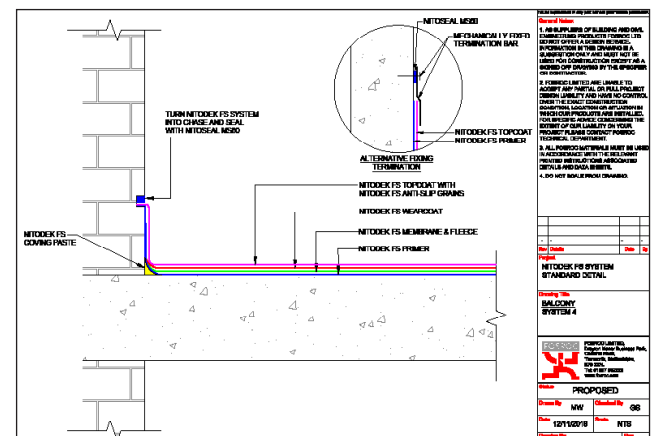 NITOSEAL MS60
MECHANICALLY FIXED
TERMINATION BAR
TURN NITODEK FS SYSTEM
INTO CHASE AND SEAL
WITH NITOSEAL MS60
NITODEK FS TOPCOAT
NITODEK FS PRIMER
ALTERNATIVE FIXING
TERMINATION
NITODEK FS TOPCOAT WITH
NITODEK FS ANTI-SLIP GRAINS
NITODEK FS WEARCOAT
NITODEK FS
COVING PASTE
NITODEK FS MEMBRANE & FLEECE
NITODEK FS PRIMER
General Notes:
1. AS SUPPLIERS OF BUILDING AND CIVIL
ENGINEERING PRODUCTS FOSROC LTD
DO NOT OFFER A DESIGN SERVICE.
INFORMATION IN THIS DRAWING IS A
SUGGESTION ONLY AND MUST NOT BE
USED FOR CONSTRUCTION EXCEPT AS A
SIGNED OFF DRAWING BY THE SPECIFIER
OR CONTRACTOR.
2. FOSROC LIMITED ARE UNABLE TO
ACCEPT ANY PARTIAL OR FULL PROJECT
DESIGN LIABILITY AND HAVE NO CONTROL
OVER THE EXACT CONSTRUCTION
CONDITION, LOCATION OR SITUATION IN
WHICH OUR PRODUCTS ARE INSTALLED.
FOR SPECIFIC ADVICE CONCERNING THE
EXTENT OF OUR LIABILITY ON YOUR
PROJECT PLEASE CONTACT FOSROC
TECHNICAL DEPARTMENT.
3. ALL FOSROC MATERIALS MUST BE USED
IN ACCORDANCE WITH THE RELEVANT
PRINTED INSTRUCTIONS ASSOCIATED
DETAILS AND DATA SHEETS.
4. DO NOT SCALE FROM DRAWING.
Rev Details Date By
Project
NITODEK FS SYSTEM
STANDARD DETAIL
Drawing Title
BALCONY
SYSTEM 4
FOSROC
FOSROC LIMITED,
Drayton Manor Business Park,
Tamworth, Staffordshire,
www.fosroc.com
Status
PROPOSED
Drawn By MW Checked By GS
Date 12/11/2018 Scale NTS